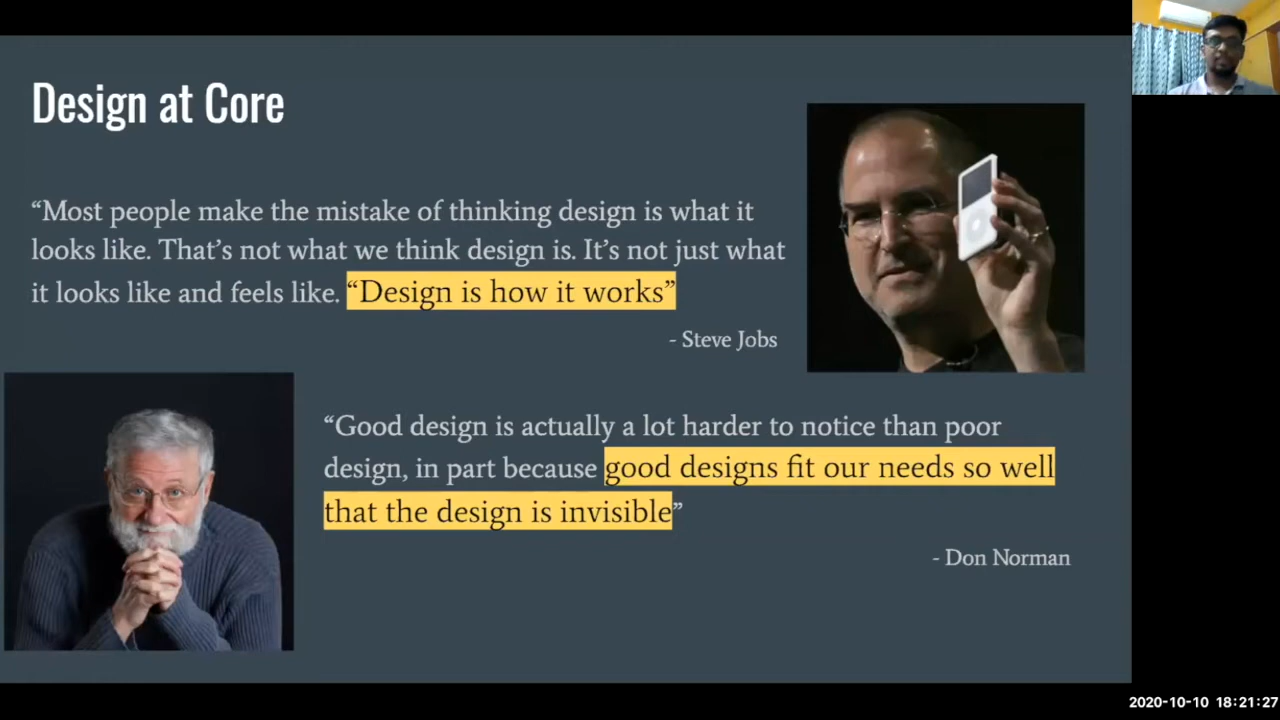 Design at Core
“Most people make the mistake of thinking design is what it
looks like. That’s not what we think design is. It’s not just what
it looks like and feels like. “Design is how it works”
- Steve Jobs
“Good design is actually a lot harder to notice than poor
design, in part because good designs fit our needs so well
that the design is invisible”
- Don Norman
2020-10-10 18:21:27